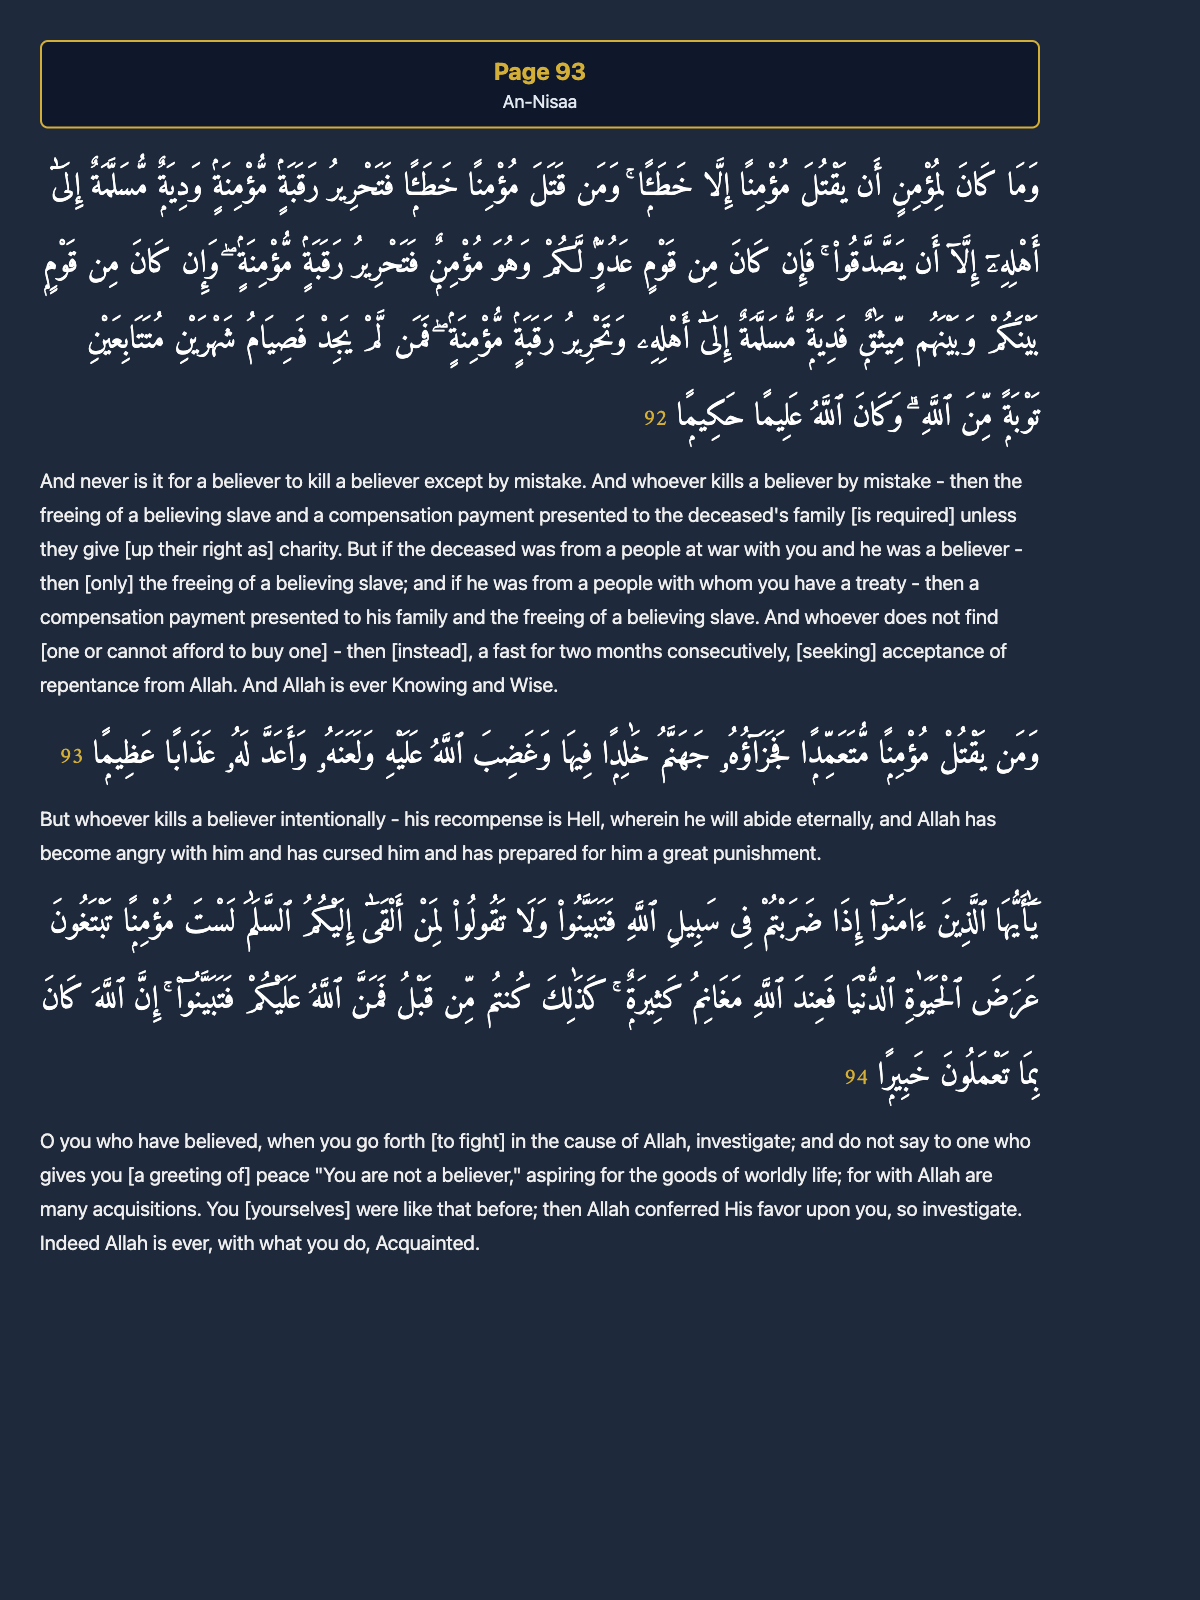 Page 93
An-Nisaa
وَمَا كَانَ لِمُؤْمِنٍ أَن يَقْتُلَ مُؤْمِنًا إِلَّا خَطَـًۭٔا ۚ وَمَن قَتَلَ مُؤْمِنًا خَطَـًۭٔا فَتَحْرِيرُ رَقَبَةٍۢ مُّؤْمِنَةٍۢ وَدِيَةٌۭ مُّسَلَّمَةٌ إِلَىٰٓ
أَهْلِهِۦٓ إِلَّآ أَن يَصَّدَّقُوا۟ ۚ فَإِن كَانَ مِن قَوْمٍ عَدُوٍّۢ لَّكُمْ وَهُوَ مُؤْمِنٌۭ فَتَحْرِيرُ رَقَبَةٍۢ مُّؤْمِنَةٍۢ ۖ وَإِن كَانَ مِن قَوْمٍۭ
بَيْنَكُمْ وَبَيْنَهُم مِّيثَـٰقٌۭ فَدِيَةٌۭ مُّسَلَّمَةٌ إِلَىٰٓ أَهْلِهِۦ وَتَحْرِيرُ رَقَبَةٍۢ مُّؤْمِنَةٍۢ ۖ فَمَن لَّمْ يَجِدْ فَصِيَامُ شَهْرَيْنِ مُتَتَابِعَيْنِ
تَوْبَةًۭ مِّنَ ٱللَّهِ ۗ وَكَانَ ٱللَّهُ عَلِيمًا حَكِيمًۭا 92
And never is it for a believer to kill a believer except by mistake. And whoever kills a believer by mistake - then the
freeing of a believing slave and a compensation payment presented to the deceased's family [is required] unless
they give [up their right as] charity. But if the deceased was from a people at war with you and he was a believer -
then [only] the freeing of a believing slave; and if he was from a people with whom you have a treaty - then a
compensation payment presented to his family and the freeing of a believing slave. And whoever does not find
[one or cannot afford to buy one] - then [instead], a fast for two months consecutively, [seeking] acceptance of
repentance from Allah. And Allah is ever Knowing and Wise.
وَمَن يَقْتُلْ مُؤْمِنًۭا مُّتَعَمِّدًۭا فَجَزَآؤُهُۥ جَهَنَّمُ خَـٰلِدًۭا فِيهَا وَغَضِبَ ٱللَّهُ عَلَيْهِ وَلَعَنَهُۥ وَأَعَدَّ لَهُۥ عَذَابًا عَظِيمًۭا 93
But whoever kills a believer intentionally - his recompense is Hell, wherein he will abide eternally, and Allah has
become angry with him and has cursed him and has prepared for him a great punishment.
يَـٰٓأَيُّهَا ٱلَّذِينَ ءَامَنُوٓا۟ إِذَا ضَرَبْتُمْ فِى سَبِيلِ ٱللَّهِ فَتَبَيَّنُوا۟ وَلَا تَقُولُوا۟ لِمَنْ أَلْقَىٰٓ إِلَيْكُمُ ٱلسَّلَـٰمَ لَسْتَ مُؤْمِنًۭا تَبْتَغُونَ
عَرَضَ ٱلْحَيَوٰةِ ٱلدُّنْيَا فَعِندَ ٱللَّهِ مَغَانِمُ كَثِيرَةٌۭ ۚ كَذَٰلِكَ كُنتُم مِّن قَبْلُ فَمَنَّ ٱللَّهُ عَلَيْكُمْ فَتَبَيَّنُوٓا۟ ۚ إِنَّ ٱللَّهَ كَانَ
بِمَا تَعْمَلُونَ خَبِيرًۭا 94
O you who have believed, when you go forth [to fight] in the cause of Allah, investigate; and do not say to one who
gives you [a greeting of] peace "You are not a believer," aspiring for the goods of worldly life; for with Allah are
many acquisitions. You [yourselves] were like that before; then Allah conferred His favor upon you, so investigate.
Indeed Allah is ever, with what you do, Acquainted.